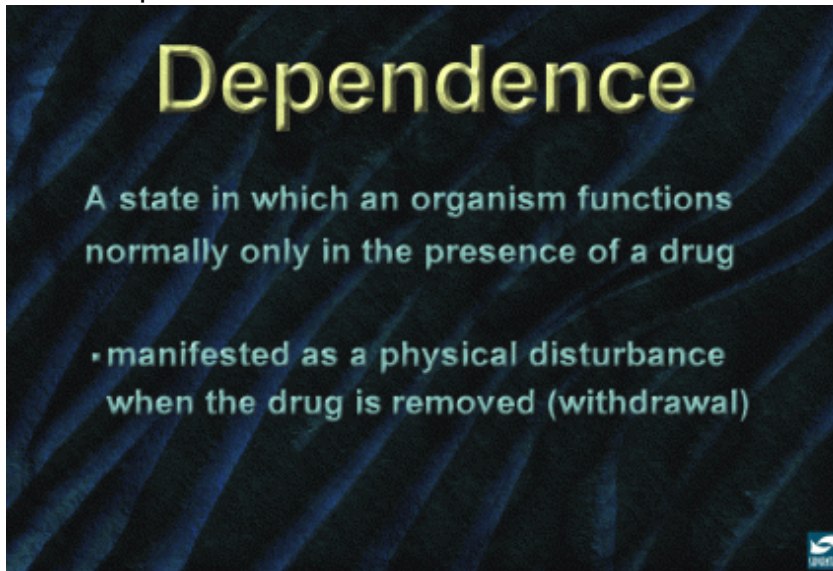 Dependence
A state in which an organism functions
normally only in the presence of a drug
▪ manifested as a physical disturbance
when the drug is removed (withdrawal)